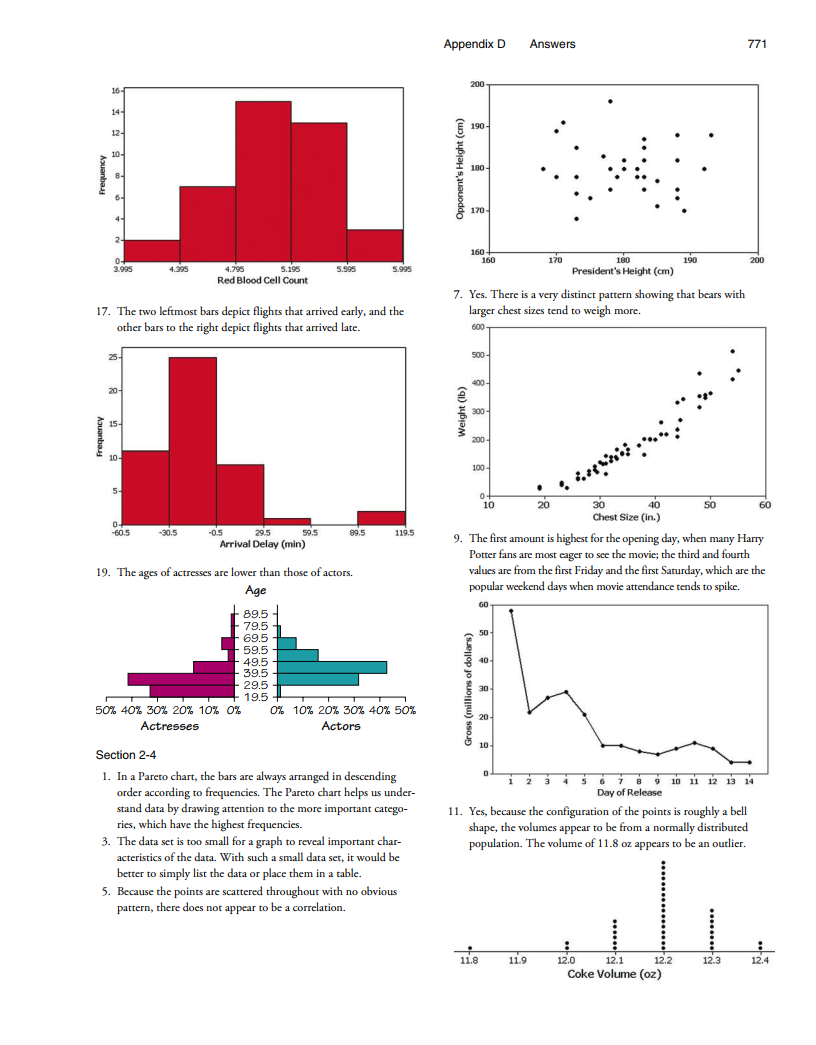 Appendix D Answers 771
16
14
12
10
8
6
4
2
0
Frequency
3.995 4.395 4.795 5.195 5.595 5.995
Red Blood Cell Count
17. The two leftmost bars depict flights that arrived early, and the
other bars to the right depict flights that arrived late.
25
20
15
10
5
0
Frequency
-60.5 -30.5 -0.5 29.5 59.5 89.5 119.5
Arrival Delay (min)
19. The ages of actresses are lower than those of actors.
Age
89.5
79.5
69.5
59.5
49.5
39.5
29.5
19.5
50% 40% 30% 20% 10% 0% 0% 10% 20% 30% 40% 50%
Actresses Actors
Section 2-4
1. In a Pareto chart, the bars are always arranged in descending
order according to frequencies. The Pareto chart helps us under-
stand data by drawing attention to the more important catego-
ries, which have the highest frequencies.
3. The data set is too small for a graph to reveal important char-
acteristics of the data. With such a small data set, it would be
better to simply list the data or place them in a table.
5. Because the points are scattered throughout with no obvious
pattern, there does not appear to be a correlation.
200
190
180
170
160
Opponent's Height (cm)
160 170 180 190 200
President's Height (cm)
7. Yes. There is a very distinct pattern showing that bears with
larger chest sizes tend to weigh more.
600
500
400
300
200
100
0
Weight (lb)
10 20 30 40 50 60
Chest Size (in.)
9. The first amount is highest for the opening day, when many Harry
Potter fans are most eager to see the movie; the third and fourth
values are from the first Friday and the first Saturday, which are the
popular weekend days when movie attendance tends to spike.
60
50
40
30
20
10
0
Gross (millions of dollars)
1 2 3 4 5 6 7 8 9 10 11 12 13 14
Day of Release
11. Yes, because the configuration of the points is roughly a bell
shape, the volumes appear to be from a normally distributed
population. The volume of 11.8 oz appears to be an outlier.
11.8 11.9 12.0 12.1 12.2 12.3 12.4
Coke Volume (oz)